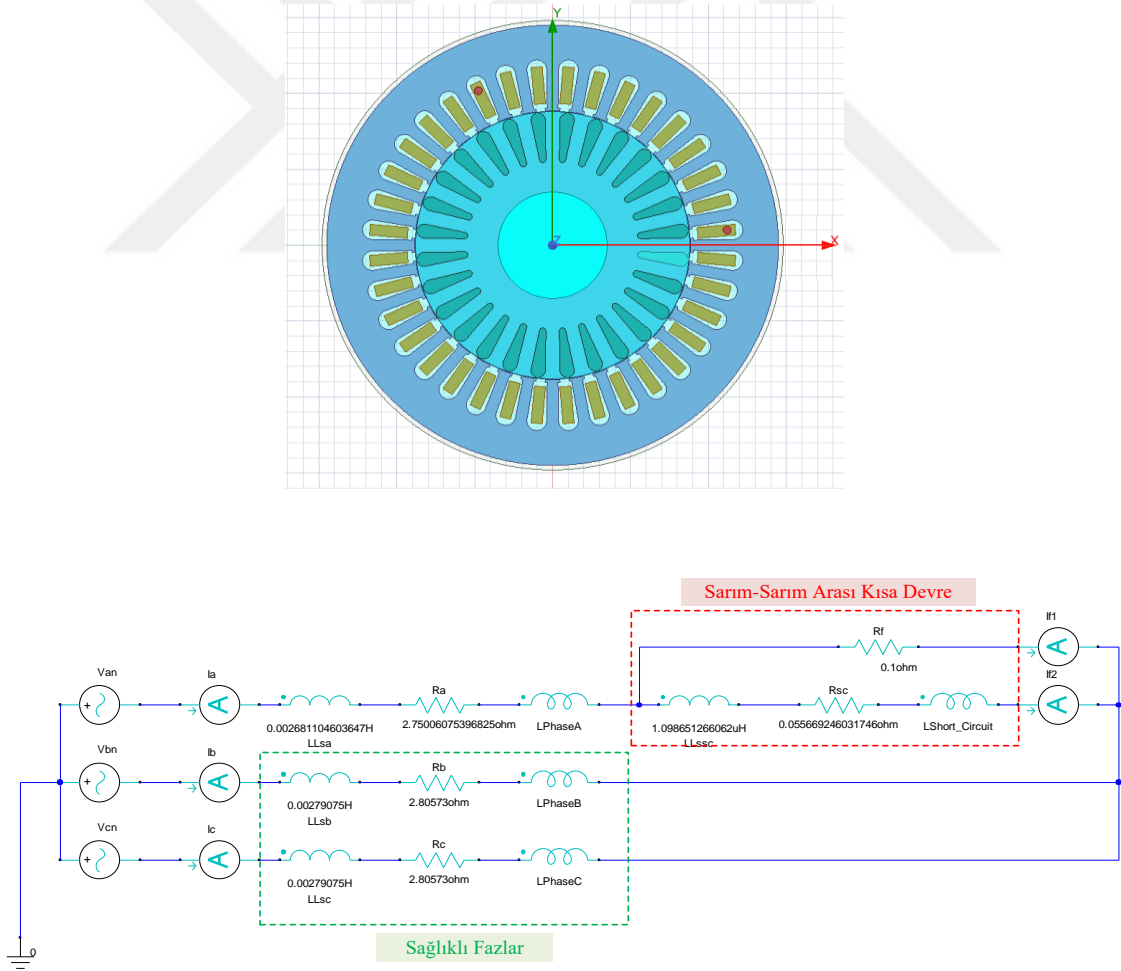 Y
X
Z
Sarım-Sarım Arası Kısa Devre
Rf
0.1ohm
If1
Van
+
Ia
A
0.002681104603647H
LLsa
Ra
2.75006075396825ohm
LPhaseA
1.098651266062uH
LLssc
Rsc
0.055669246031746ohm
LShort_Circuit
If2
A
A
Vbn
+
Ib
A
0.00279075H
LLsb
Rb
2.80573ohm
LPhaseB
Vcn
+
Ic
A
0.00279075H
LLsc
Rc
2.80573ohm
LPhaseC
0
Sağlıklı Fazlar